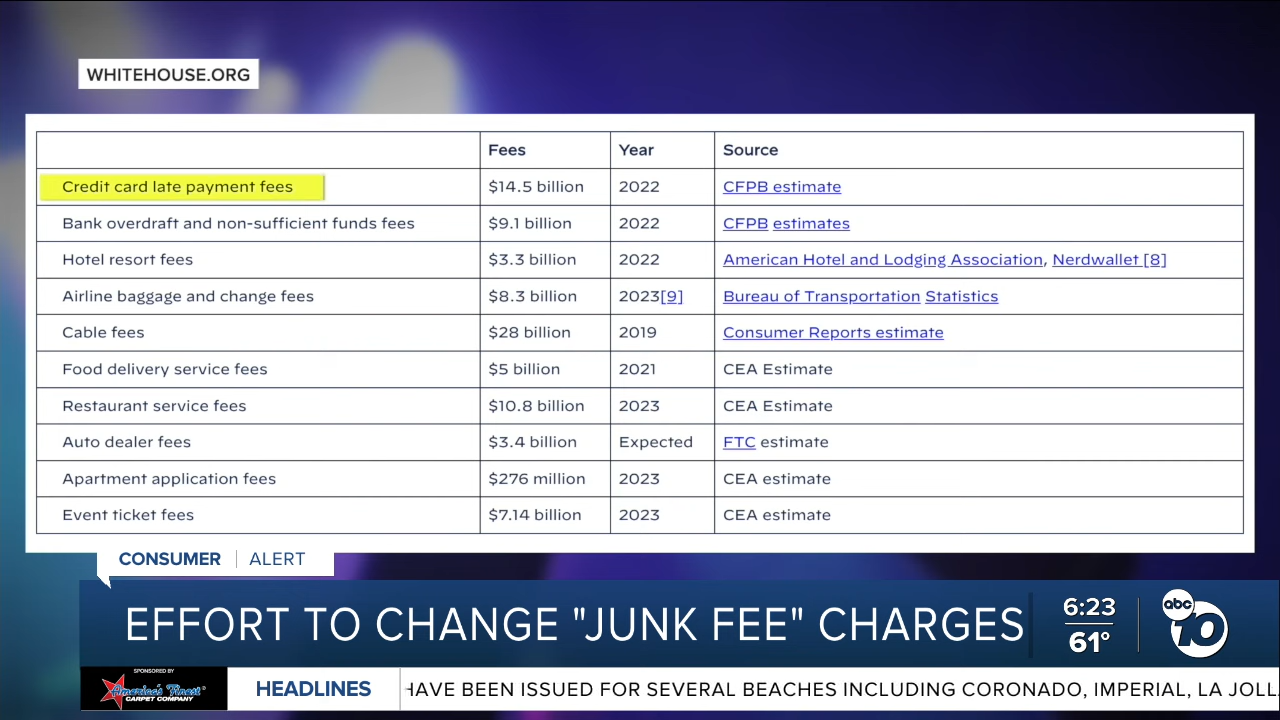 WHITEHOUSE.ORG
Fees Year Source
Credit card late payment fees $14.5 billion 2022 CFPB estimate
Bank overdraft and non-sufficient funds fees $9.1 billion 2022 CFPB estimates
Hotel resort fees $3.3 billion 2022 American Hotel and Lodging Association, Nerdwallet [8]
Airline baggage and change fees $8.3 billion 2023[9] Bureau of Transportation Statistics
Cable fees $28 billion 2019 Consumer Reports estimate
Food delivery service fees $5 billion 2021 CEA Estimate
Restaurant service fees $10.8 billion 2023 CEA Estimate
Auto dealer fees $3.4 billion Expected FTC estimate
Apartment application fees $276 million 2023 CEA estimate
Event ticket fees $7.14 billion 2023 CEA estimate
CONSUMER | ALERT
EFFORT TO CHANGE "JUNK FEE" CHARGES
6:23
61°
abc
10
SPONSORED BY
America's Finest
CARPET COMPANY
HEADLINES
HAVE BEEN ISSUED FOR SEVERAL BEACHES INCLUDING CORONADO, IMPERIAL, LA JOLL